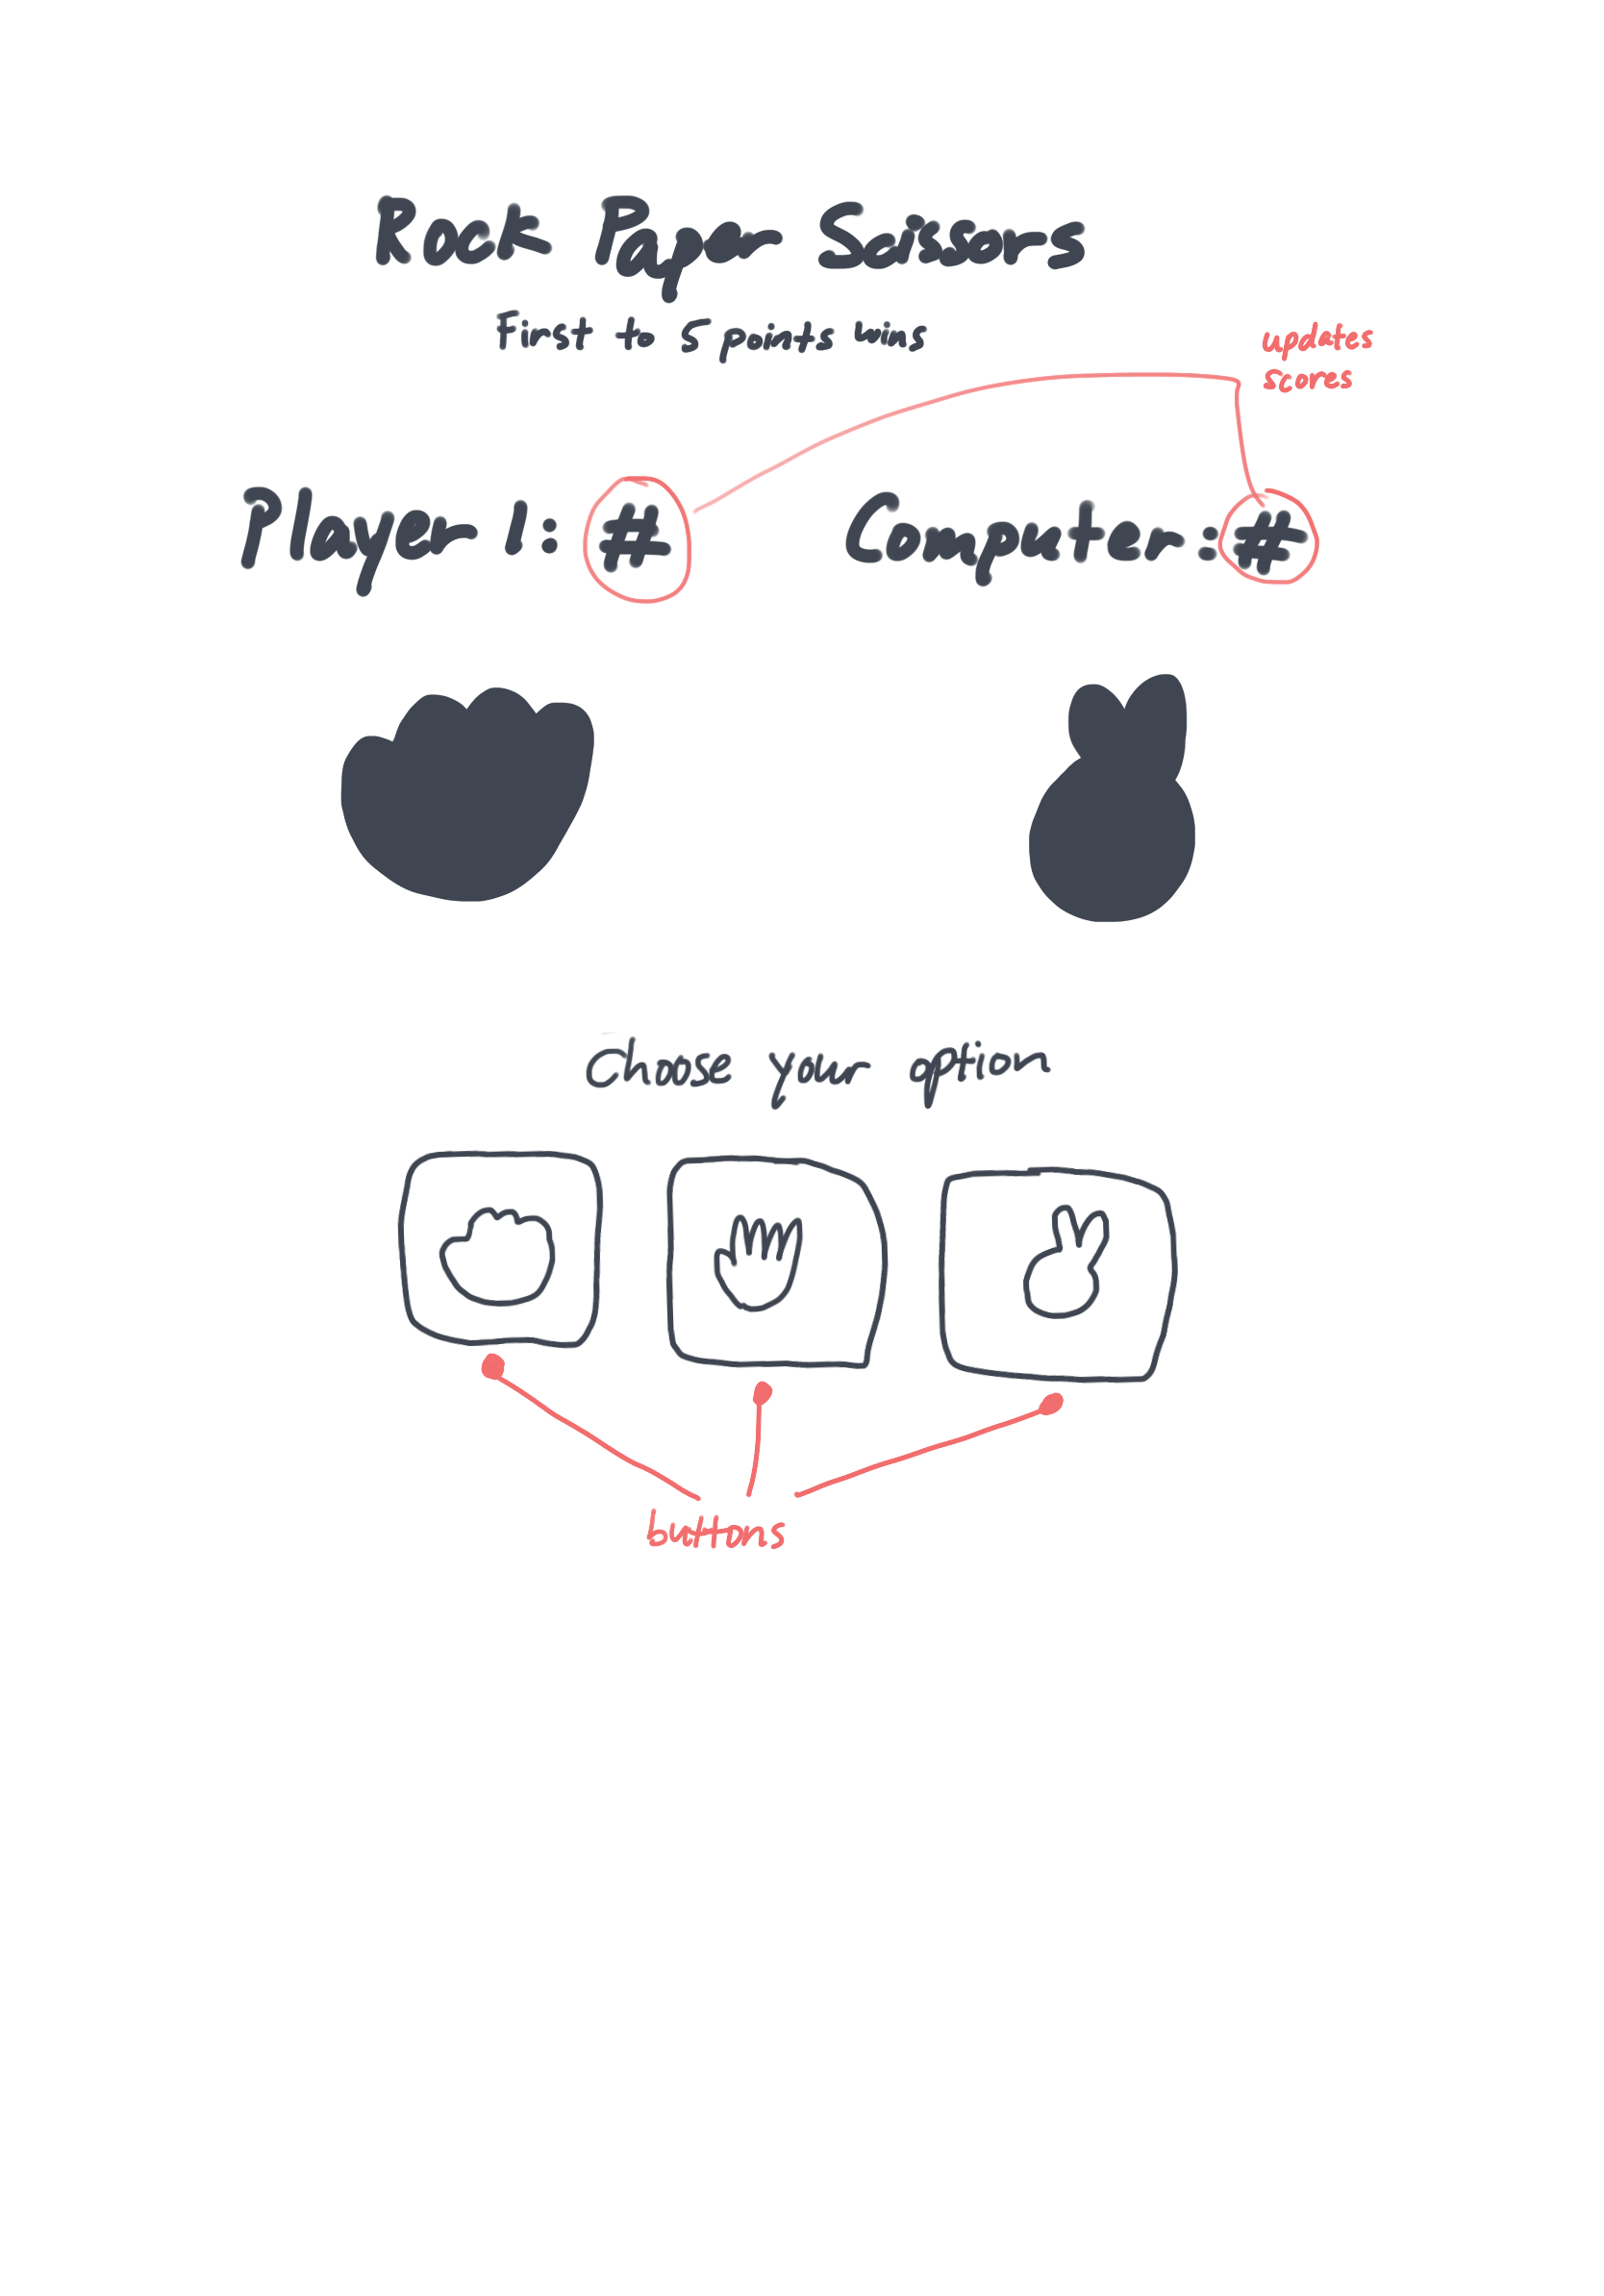 Rock Paper Scissors
First to 5 points wins
updates
scores
Player 1: #
Computer: #
Choose your option
buttons